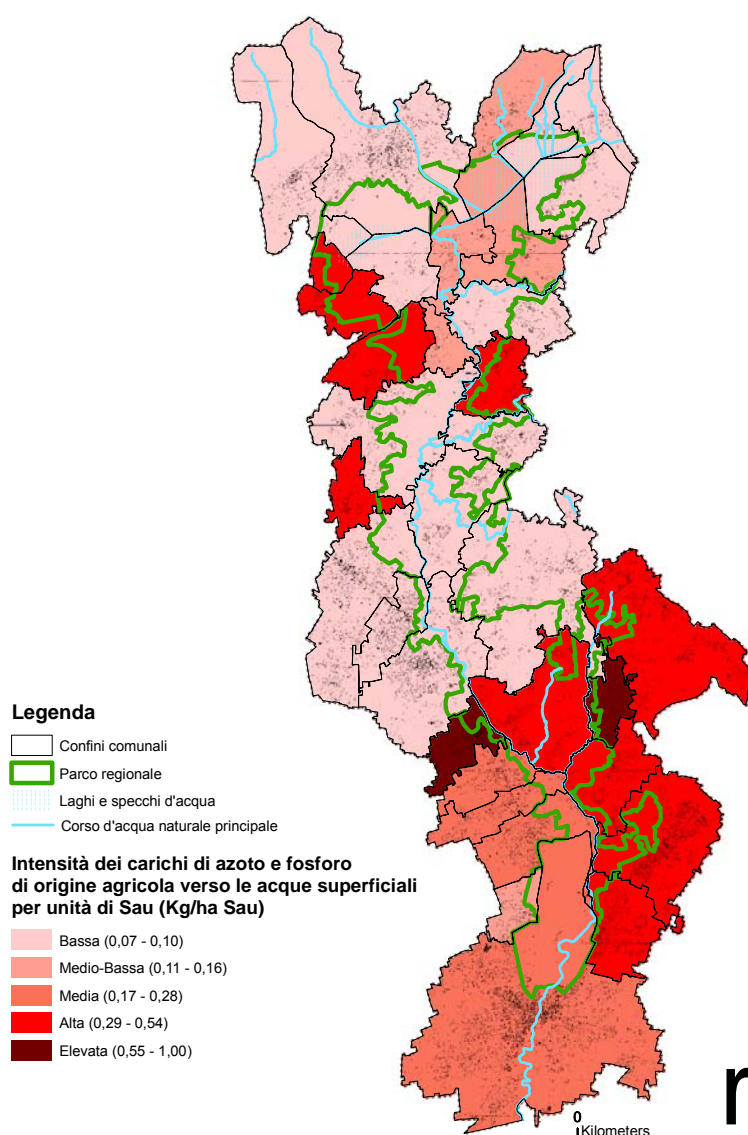 Legenda
Confini comunali
Parco regionale
Laghi e specchi d'acqua
Corso d'acqua naturale principale
Intensità dei carichi di azoto e fosforo
di origine agricola verso le acque superficiali
per unità di Sau (Kg/ha Sau)
Bassa (0,07 - 0,10)
Medio-Bassa (0,11 - 0,16)
Media (0,17 - 0,28)
Alta (0,29 - 0,54)
Elevata (0,55 - 1,00)
0
Kilometers
r